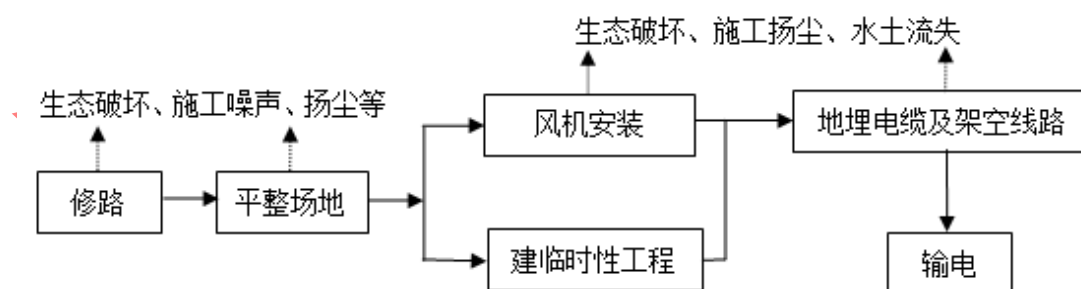 生态破坏、施工扬尘、水土流失
生态破坏、施工噪声、扬尘等
风机安装
地埋电缆及架空线路
修路
平整场地
建临时性工程
输电